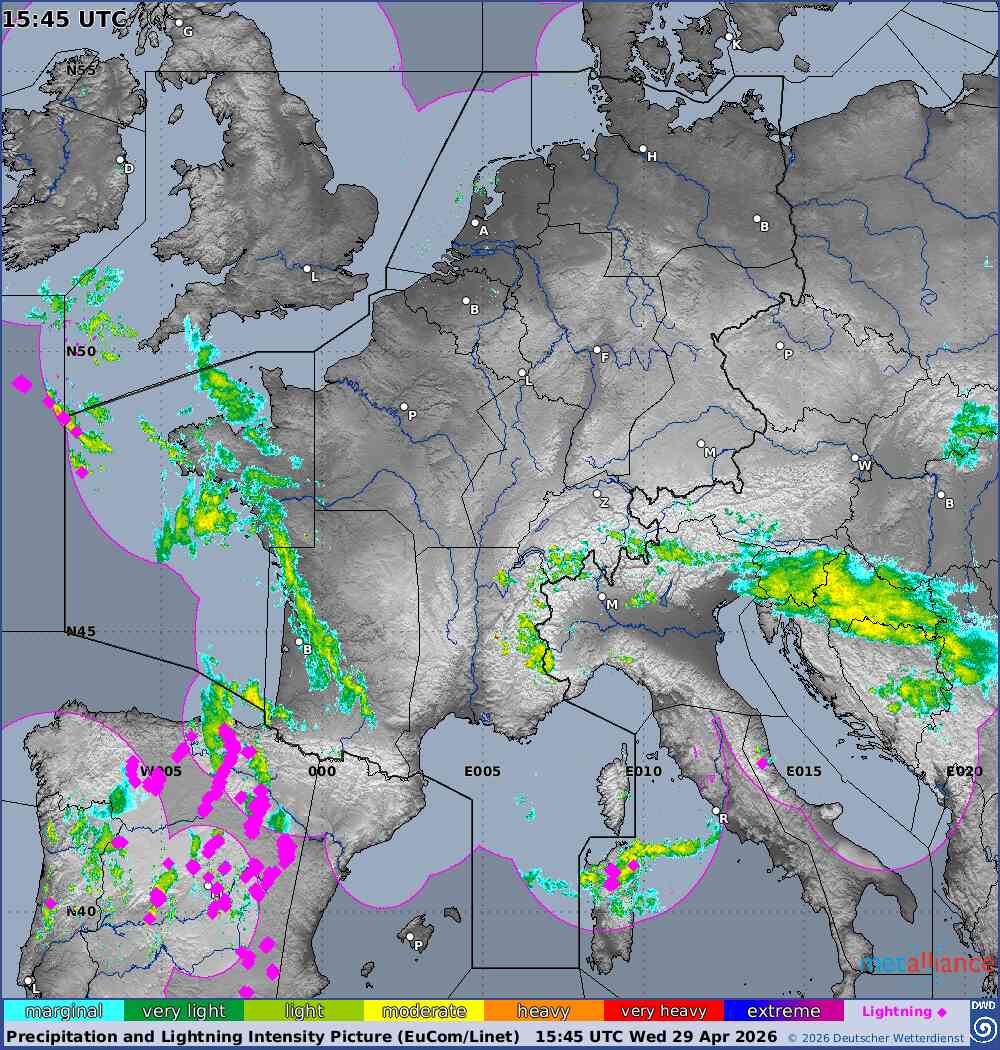 15:45 UTC
G
K
N55
D
H
A
B
L
B
N50
F
P
L
P
M
W
Z
B
M
N45
B
W005
000
E005
E010
E015
E020
R
N40
P
L
metalliance
marginal
very light
light
moderate
heavy
very heavy
extreme
Lightning
DWD
Precipitation and Lightning Intensity Picture (EuCom/Linet) 15:45 UTC Wed 29 Apr 2026 © 2026 Deutscher Wetterdienst